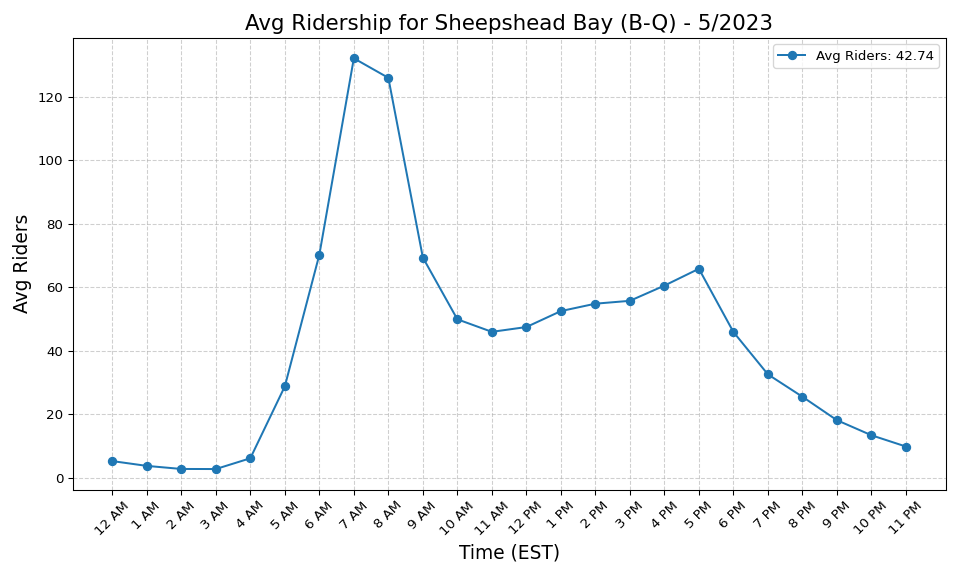 Avg Ridership for Sheepshead Bay (B-Q) - 5/2023
Avg Riders: 42.74
Avg Riders
120
100
80
60
40
20
0
12 AM
1 AM
2 AM
3 AM
4 AM
5 AM
6 AM
7 AM
8 AM
9 AM
10 AM
11 AM
12 PM
1 PM
2 PM
3 PM
4 PM
5 PM
6 PM
7 PM
8 PM
9 PM
10 PM
11 PM
Time (EST)